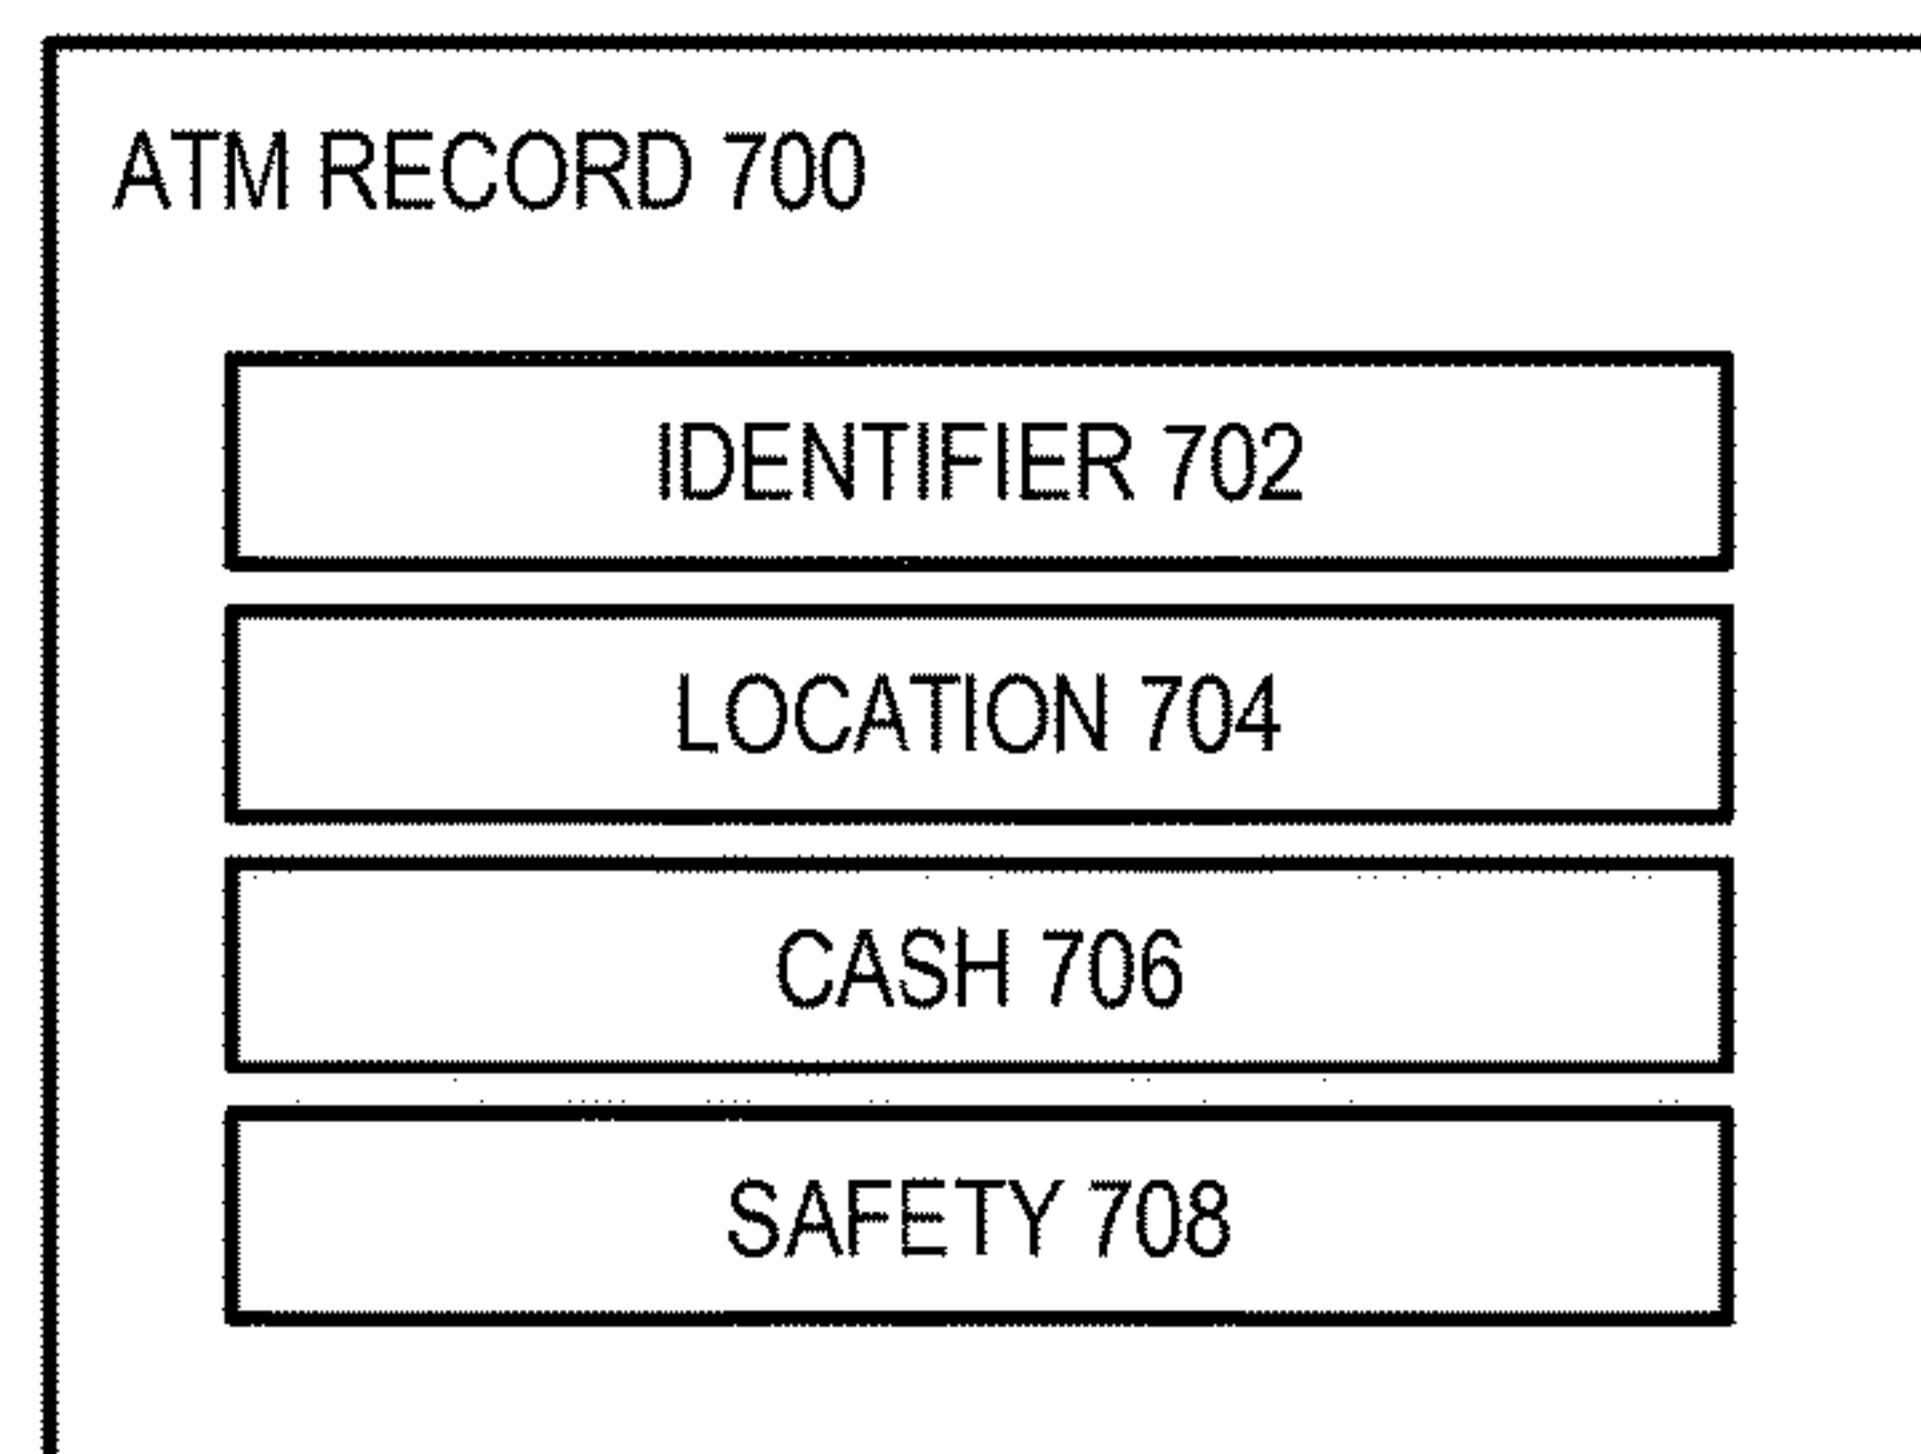 ATM RECORD 700
IDENTIFIER 702
LOCATION 704
CASH 706
SAFETY 708